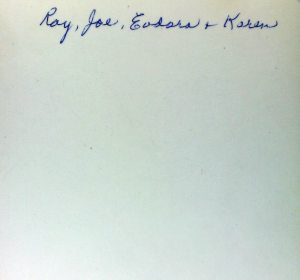 Ray, Joe, Eudora + Karen